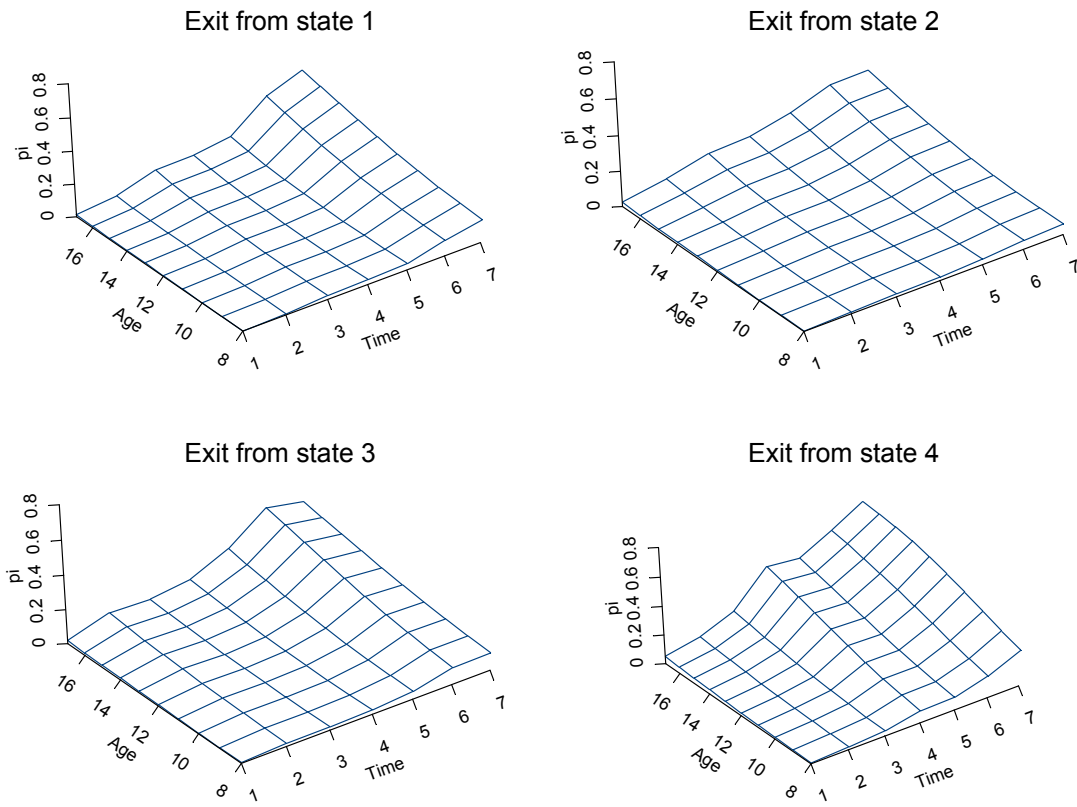 Exit from state 1
pi
0 0.2 0.4 0.6 0.8
16 14 12 10 8
Age
1 2 3 4 5 6 7
Time
Exit from state 2
pi
0 0.2 0.4 0.6 0.8
16 14 12 10 8
Age
1 2 3 4 5 6 7
Time
Exit from state 3
pi
0 0.2 0.4 0.6 0.8
16 14 12 10 8
Age
1 2 3 4 5 6 7
Time
Exit from state 4
pi
0 0.2 0.4 0.6 0.8
16 14 12 10 8
Age
1 2 3 4 5 6 7
Time